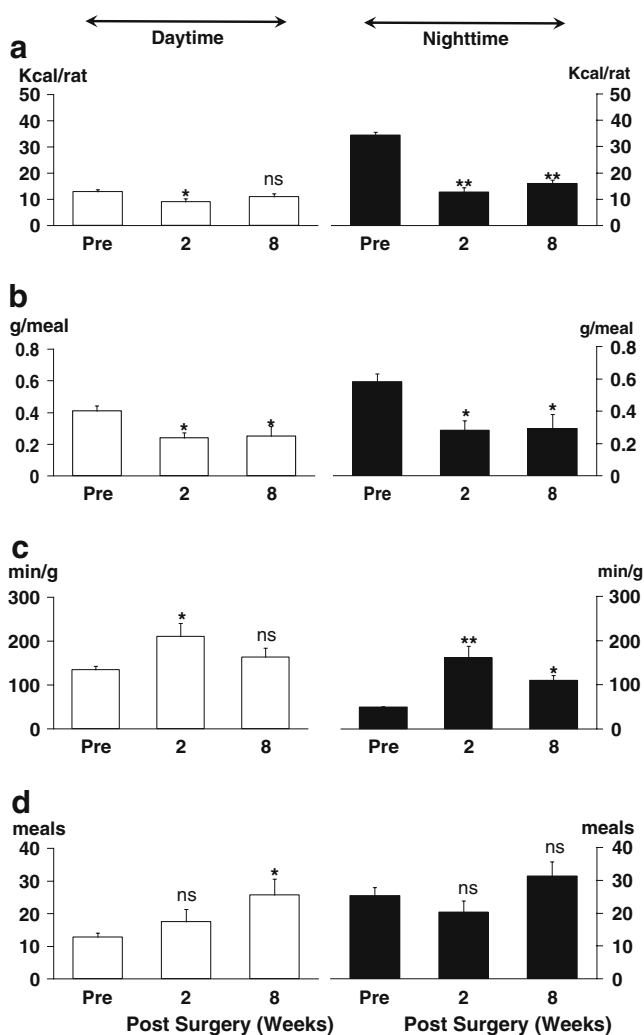 Daytime Nighttime
a
Kcal/rat Kcal/rat
50 50
40 40
30 30
20 20
10 10
0 0
* ns ** **
Pre 2 8 Pre 2 8
b
g/meal g/meal
0.8 0.8
0.6 0.6
0.4 0.4
0.2 0.2
0 0
* * * *
Pre 2 8 Pre 2 8
c
min/g min/g
300 300
200 200
100 100
0 0
* ns ** *
Pre 2 8 Pre 2 8
d
meals meals
40 40
30 30
20 20
10 10
0 0
ns * ns ns
Pre 2 8 Pre 2 8
Post Surgery (Weeks) Post Surgery (Weeks)